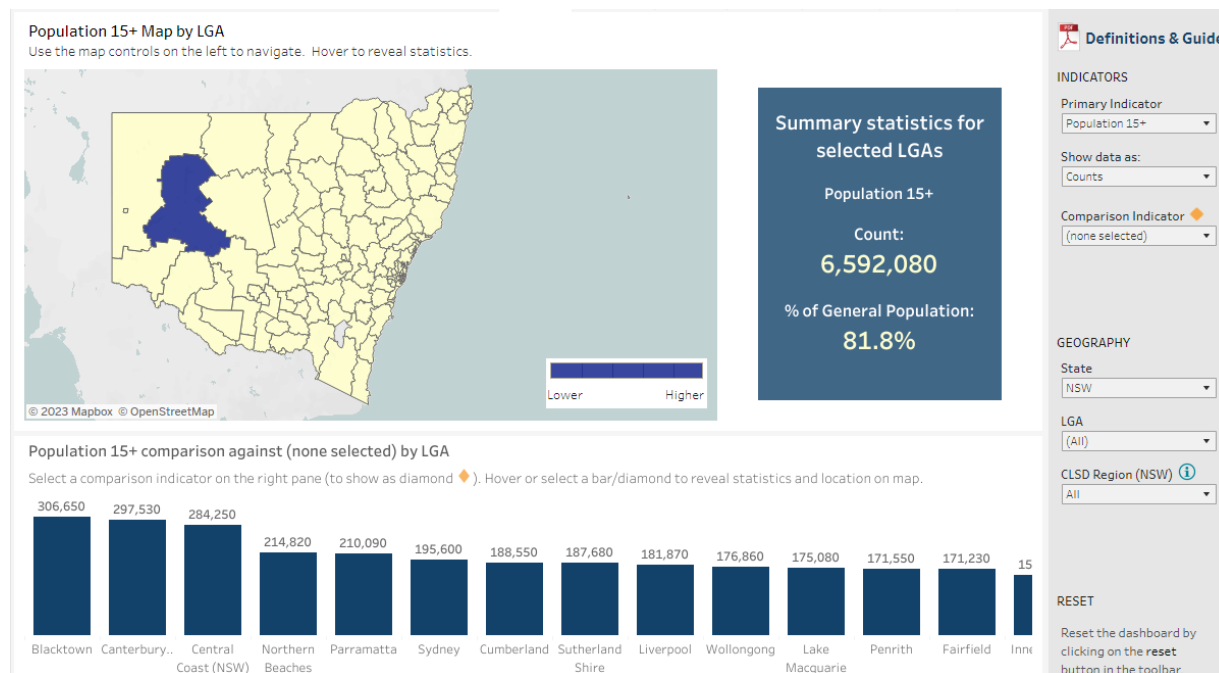 Population 15+ Map by LGA
Use the map controls on the left to navigate. Hover to reveal statistics.
© 2023 Mapbox © OpenStreetMap
Lower Higher
Summary statistics for
selected LGAs
Population 15+
Count:
6,592,080
% of General Population:
81.8%
Population 15+ comparison against (none selected) by LGA
Select a comparison indicator on the right pane (to show as diamond ). Hover or select a bar/diamond to reveal statistics and location on map.
306,650 297,530 284,250 214,820 210,090 195,600 188,550 187,680 181,870 176,860 175,080 171,550 171,230 15
Blacktown Canterbury.. Central Northern Parramatta Sydney Cumberland Sutherland Liverpool Wollongong Lake Penrith Fairfield Inne
Coast (NSW) Beaches Shire Macquarie
PDF
Definitions & Guide
INDICATORS
Primary Indicator
Population 15+
Show data as:
Counts
Comparison Indicator
(none selected)
GEOGRAPHY
State
NSW
LGA
(All)
CLSD Region (NSW) i
All
RESET
Reset the dashboard by
clicking on the reset
button in the toolbar